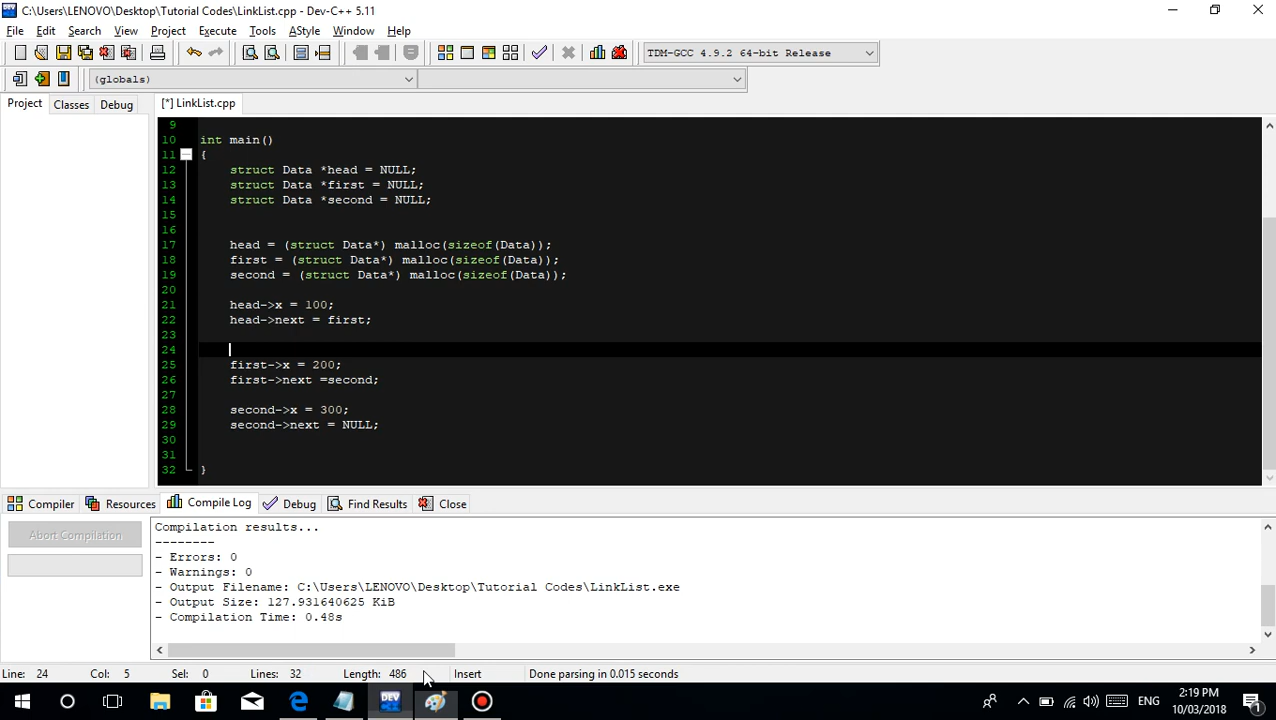 C:\Users\LENOVO\Desktop\Tutorial Codes\LinkList.cpp - Dev-C++ 5.11
File Edit Search View Project Execute Tools AStyle Window Help
TDM-GCC 4.9.2 64-bit Release
(globals)
Project Classes Debug [*] LinkList.cpp
9
10 int main()
11 {
12 struct Data *head = NULL;
13 struct Data *first = NULL;
14 struct Data *second = NULL;
15
16
17 head = (struct Data*) malloc(sizeof(Data));
18 first = (struct Data*) malloc(sizeof(Data));
19 second = (struct Data*) malloc(sizeof(Data));
20
21 head->x = 100;
22 head->next = first;
23
24
25 first->x = 200;
26 first->next =second;
27
28 second->x = 300;
29 second->next = NULL;
30
31
32 }
Compiler Resources Compile Log Debug Find Results Close
Abort Compilation
Compilation results...
--------
- Errors: 0
- Warnings: 0
- Output Filename: C:\Users\LENOVO\Desktop\Tutorial Codes\LinkList.exe
- Output Size: 127.931640625 KiB
- Compilation Time: 0.48s
Line: 24 Col: 5 Sel: 0 Lines: 32 Length: 486 Insert Done parsing in 0.015 seconds
DEV
ENG
2:19 PM
10/03/2018
1